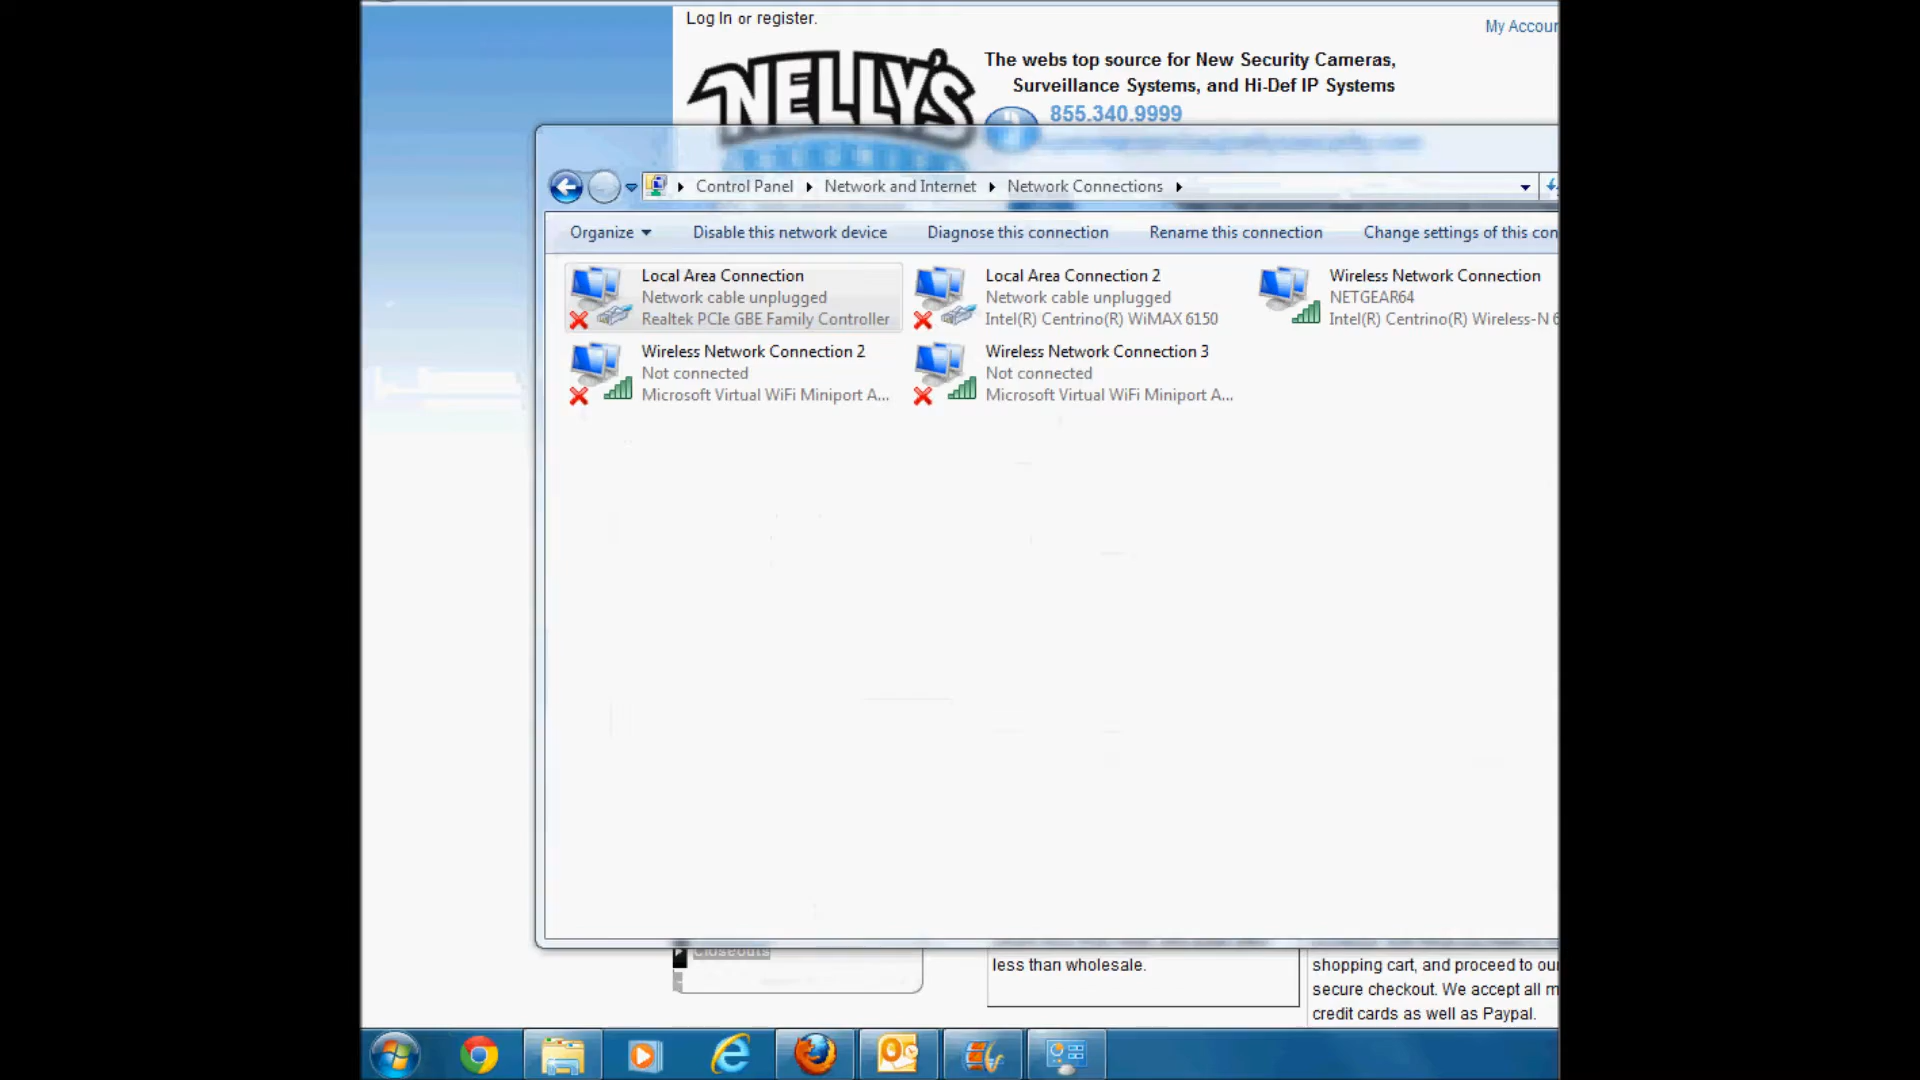 Log In or register.
My Accoun
NELLY'S
The webs top source for New Security Cameras,
Surveillance Systems, and Hi-Def IP Systems
855.340.9999
Control Panel
Network and Internet
Network Connections
Organize
Disable this network device
Diagnose this connection
Rename this connection
Change settings of this con
Local Area Connection
Network cable unplugged
Realtek PCIe GBE Family Controller
Local Area Connection 2
Network cable unplugged
Intel(R) Centrino(R) WiMAX 6150
Wireless Network Connection
NETGEAR64
Intel(R) Centrino(R) Wireless-N 6
Wireless Network Connection 2
Not connected
Microsoft Virtual WiFi Miniport A...
Wireless Network Connection 3
Not connected
Microsoft Virtual WiFi Miniport A...
Closeouts
less than wholesale.
shopping cart, and proceed to our
secure checkout. We accept all m
credit cards as well as Paypal.